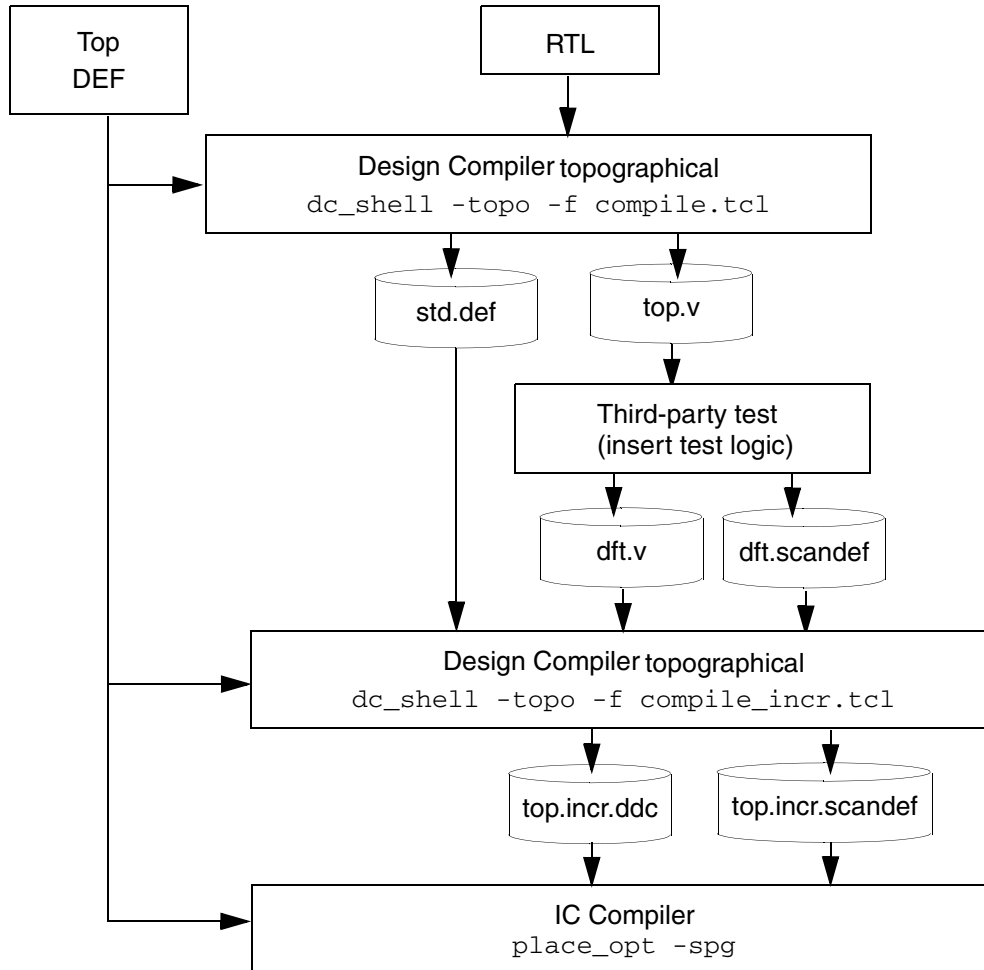 Top
DEF
RTL
Design Compiler topographical
dc_shell -topo -f compile.tcl
std.def
top.v
Third-party test
(insert test logic)
dft.v
dft.scandef
Design Compiler topographical
dc_shell -topo -f compile_incr.tcl
top.incr.ddc
top.incr.scandef
IC Compiler
place_opt -spg